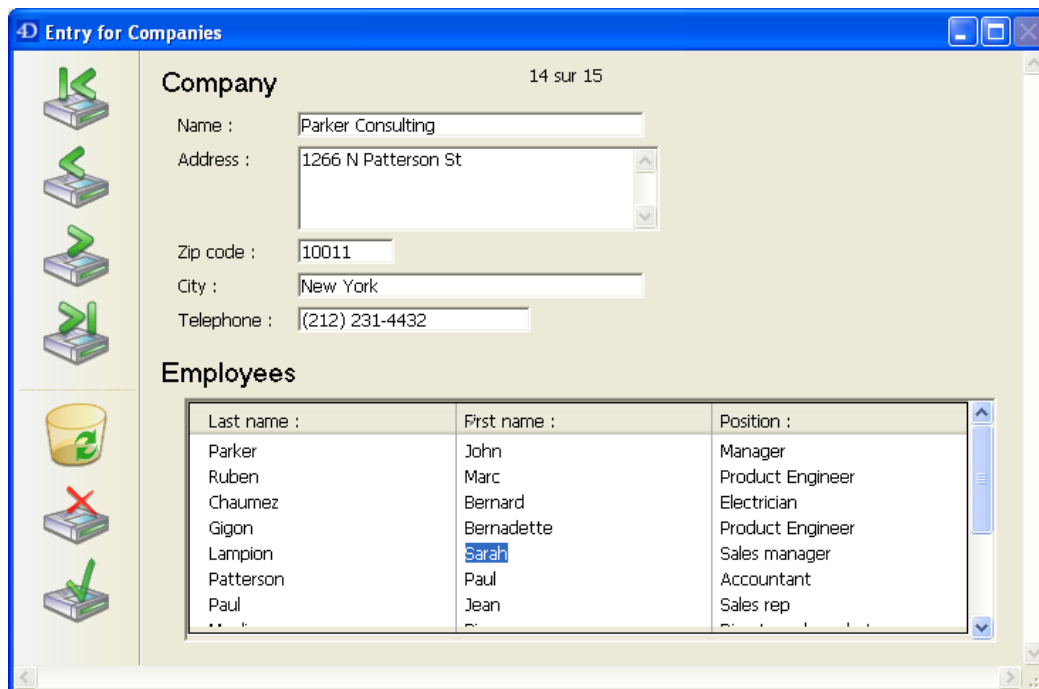 4D Entry for Companies
Company 14 sur 15
Name : Parker Consulting
Address : 1266 N Patterson St
Zip code : 10011
City : New York
Telephone : (212) 231-4432
Employees
Last name : First name : Position :
Parker John Manager
Ruben Marc Product Engineer
Chaumez Bernard Electrician
Gigon Bernadette Product Engineer
Lampion Sarah Sales manager
Patterson Paul Accountant
Paul Jean Sales rep